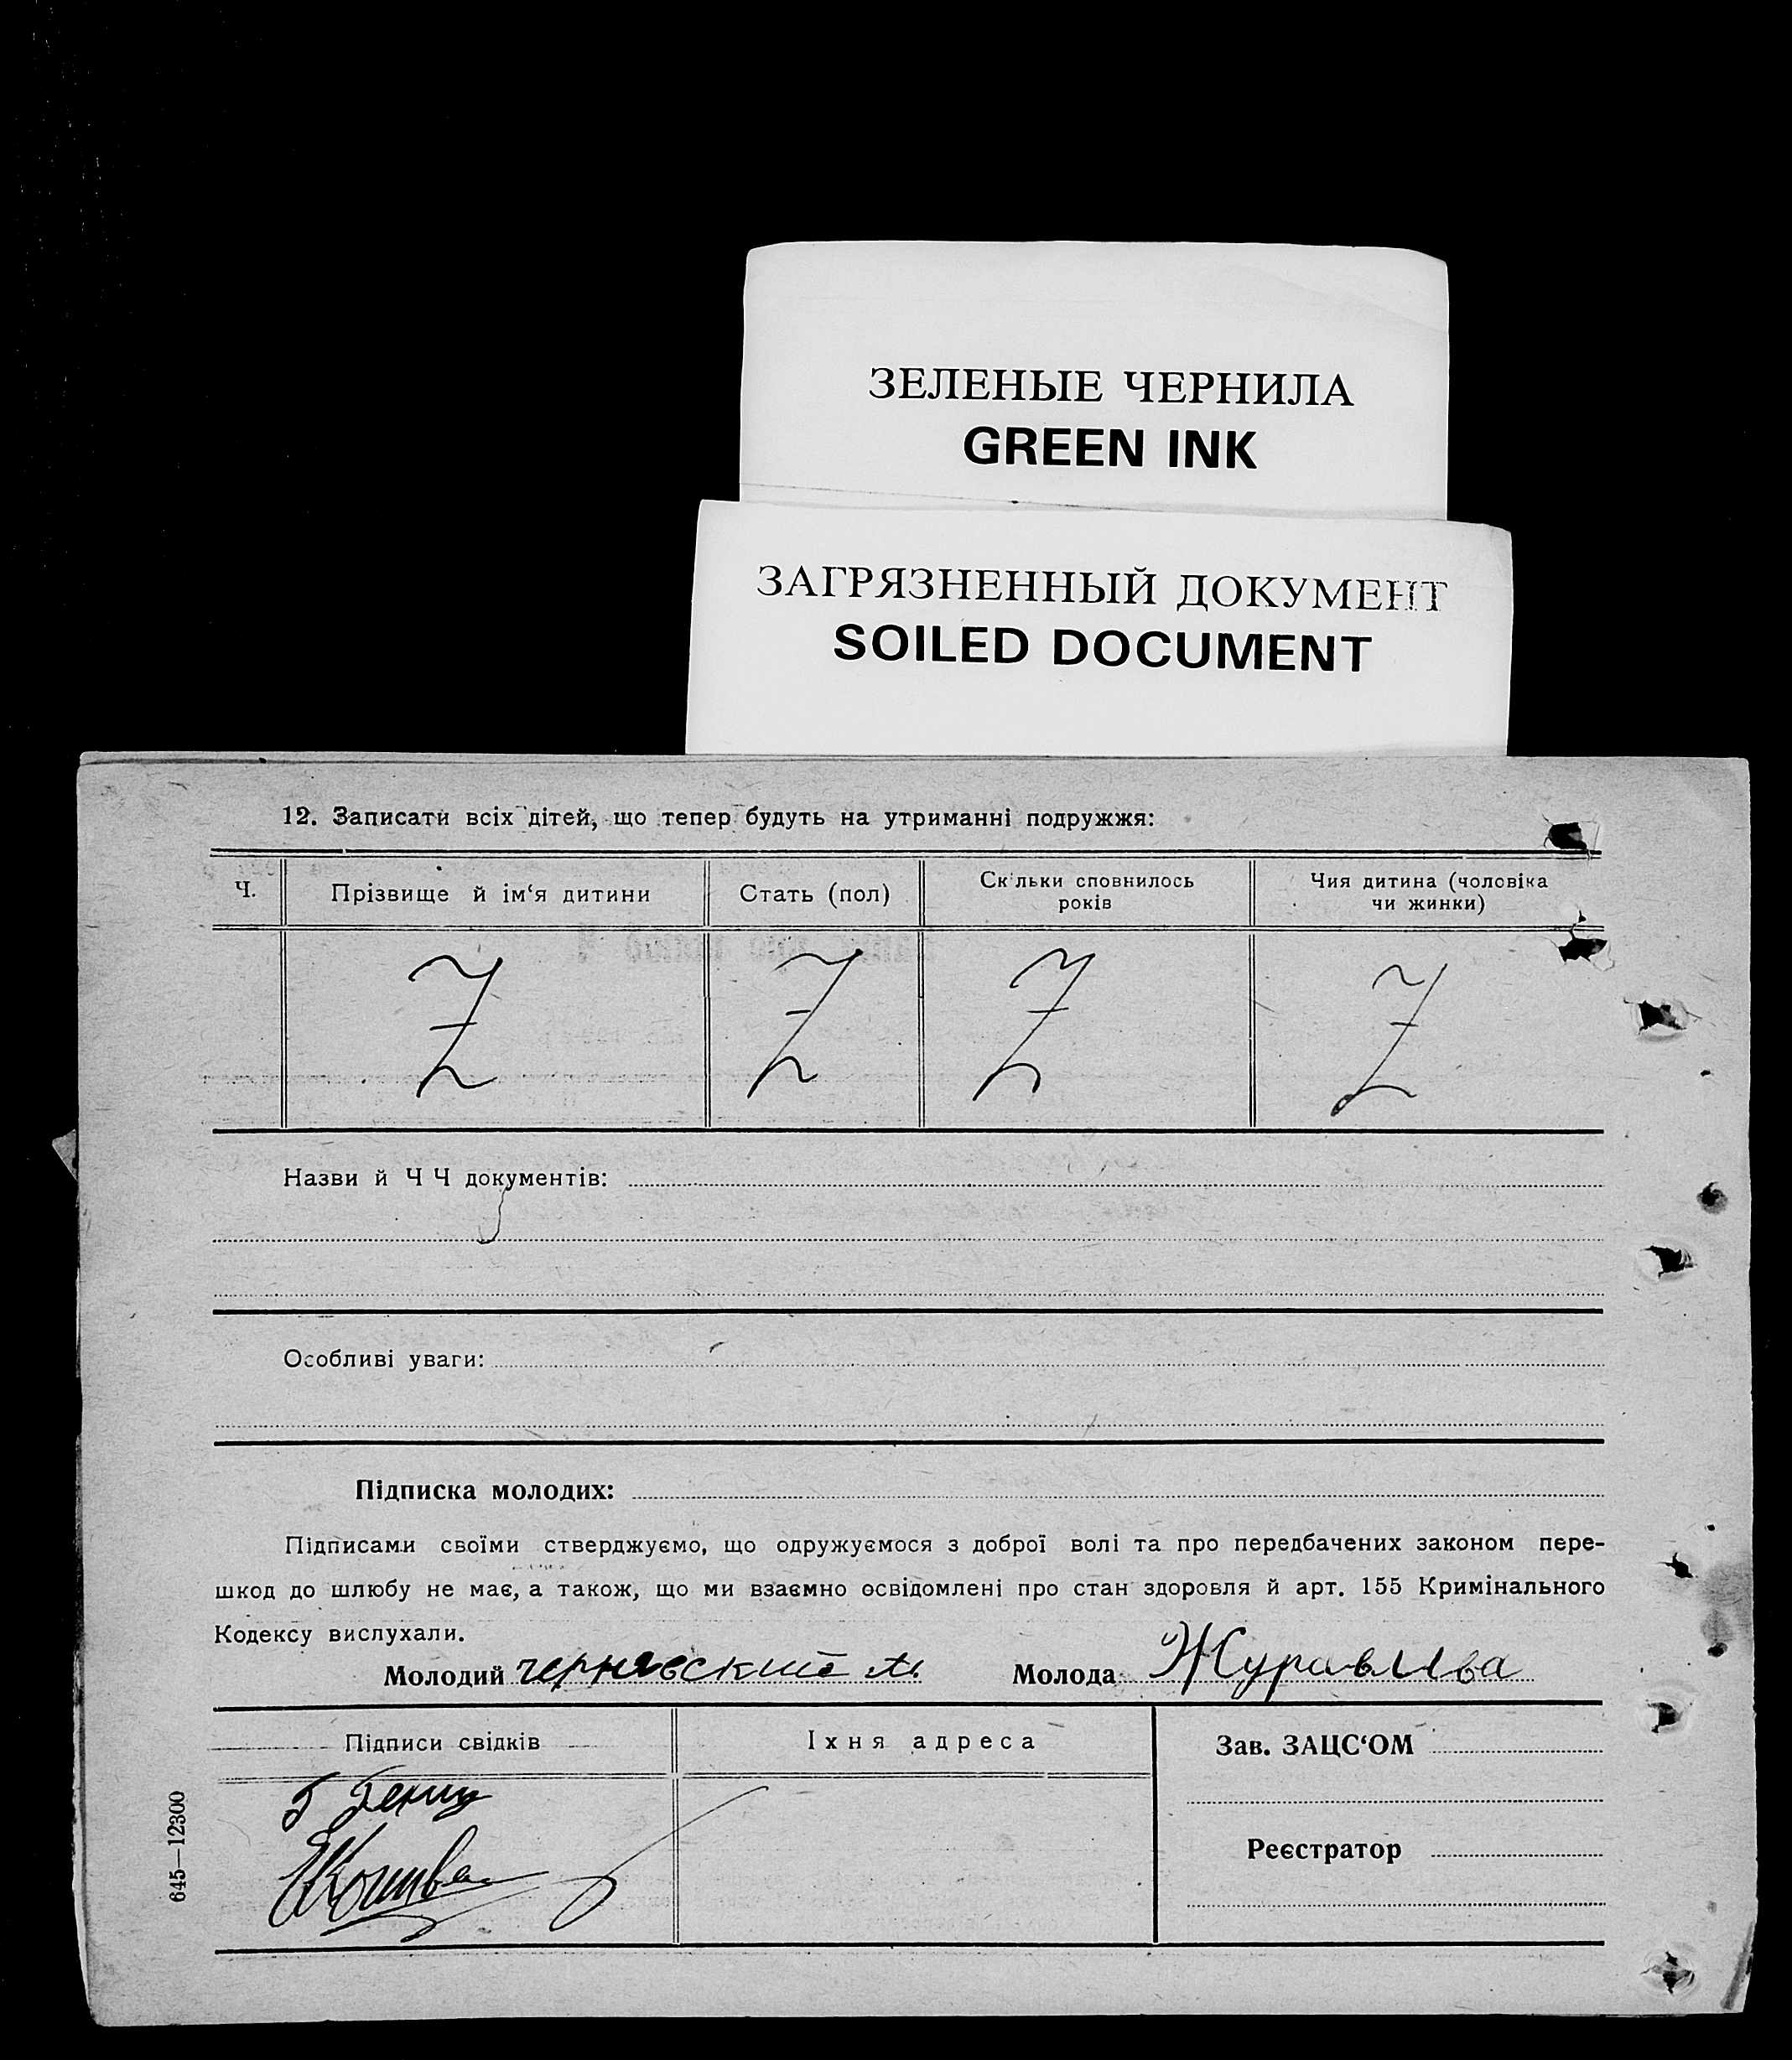 ЗЕЛЕНЫЕ ЧЕРНИЛА
GREEN INK
ЗАГРЯЗНЕННЫЙ ДОКУМЕНТ
SOILED DOCUMENT
12. Записати всіх дітей, що тепер будуть на утриманні подружжя:
Ч.
Прізвище й ім‘я дитини
Стать (пол)
Скільки сповнилось
років
Чия дитина (чоловіка
чи жинки)
Z Z Z Z
Назви й Ч Ч документів:
Особливі уваги:
Підписка молодих:
Підписами своїми стверджуємо, що одружуємося з доброї волі та про передбачених законом пере-
шкод до шлюбу не має, а також, що ми взаємно освідомлені про стан здоровля й арт. 155 Кримінального
Кодексу вислухали.
Молодий Чернявский М. Молода Журавлива
Підписи свідків
Їхня адреса
Зав. ЗАЦС‘ОМ
Реєстратор
645—12300